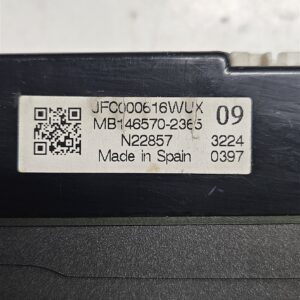 JFC000616WUX 09
MB146570-2365
N22857 3224
Made in Spain 0397